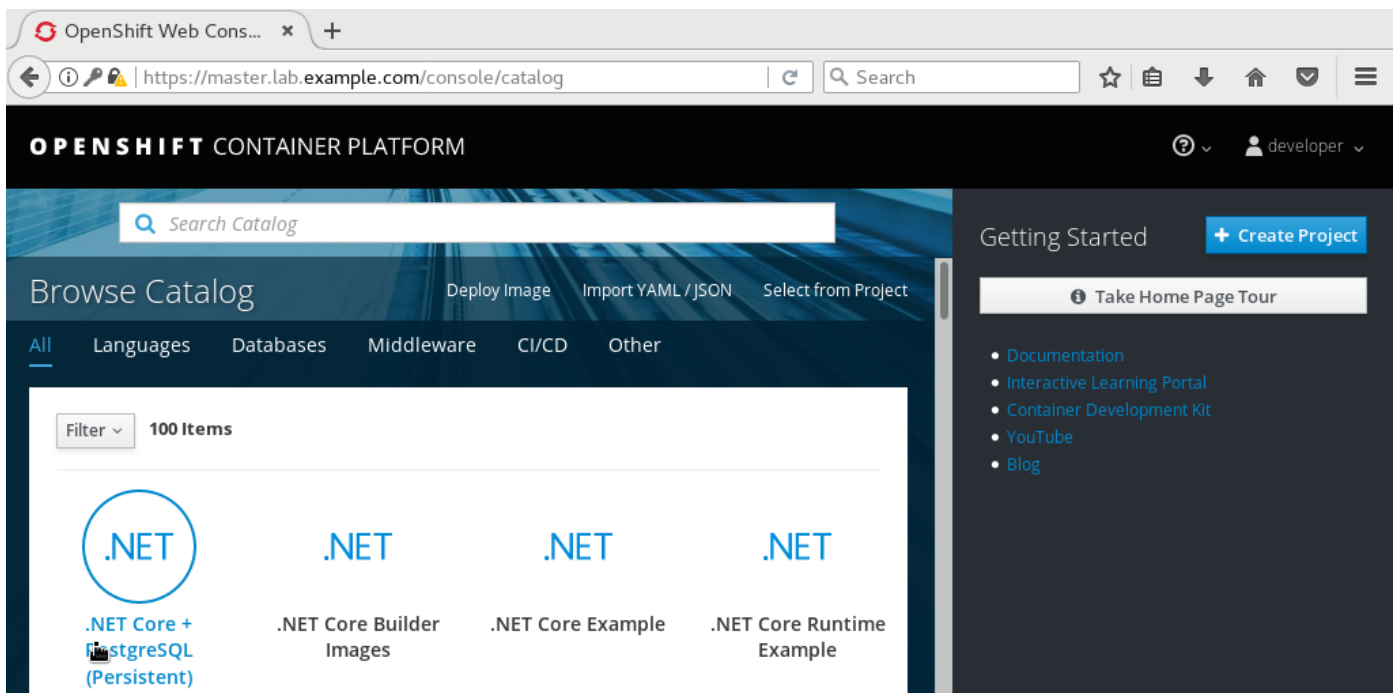 OpenShift Web Cons...
https://master.lab.example.com/console/catalog
Search
OPENSHIFT CONTAINER PLATFORM
developer
Search Catalog
Getting Started
Create Project
Browse Catalog
Deploy Image
Import YAML / JSON
Select from Project
Take Home Page Tour
All
Languages
Databases
Middleware
CI/CD
Other
Documentation
Interactive Learning Portal
Container Development Kit
YouTube
Blog
Filter
100 Items
.NET
.NET
.NET
.NET
.NET Core +
PostgreSQL
(Persistent)
.NET Core Builder
Images
.NET Core Example
.NET Core Runtime
Example